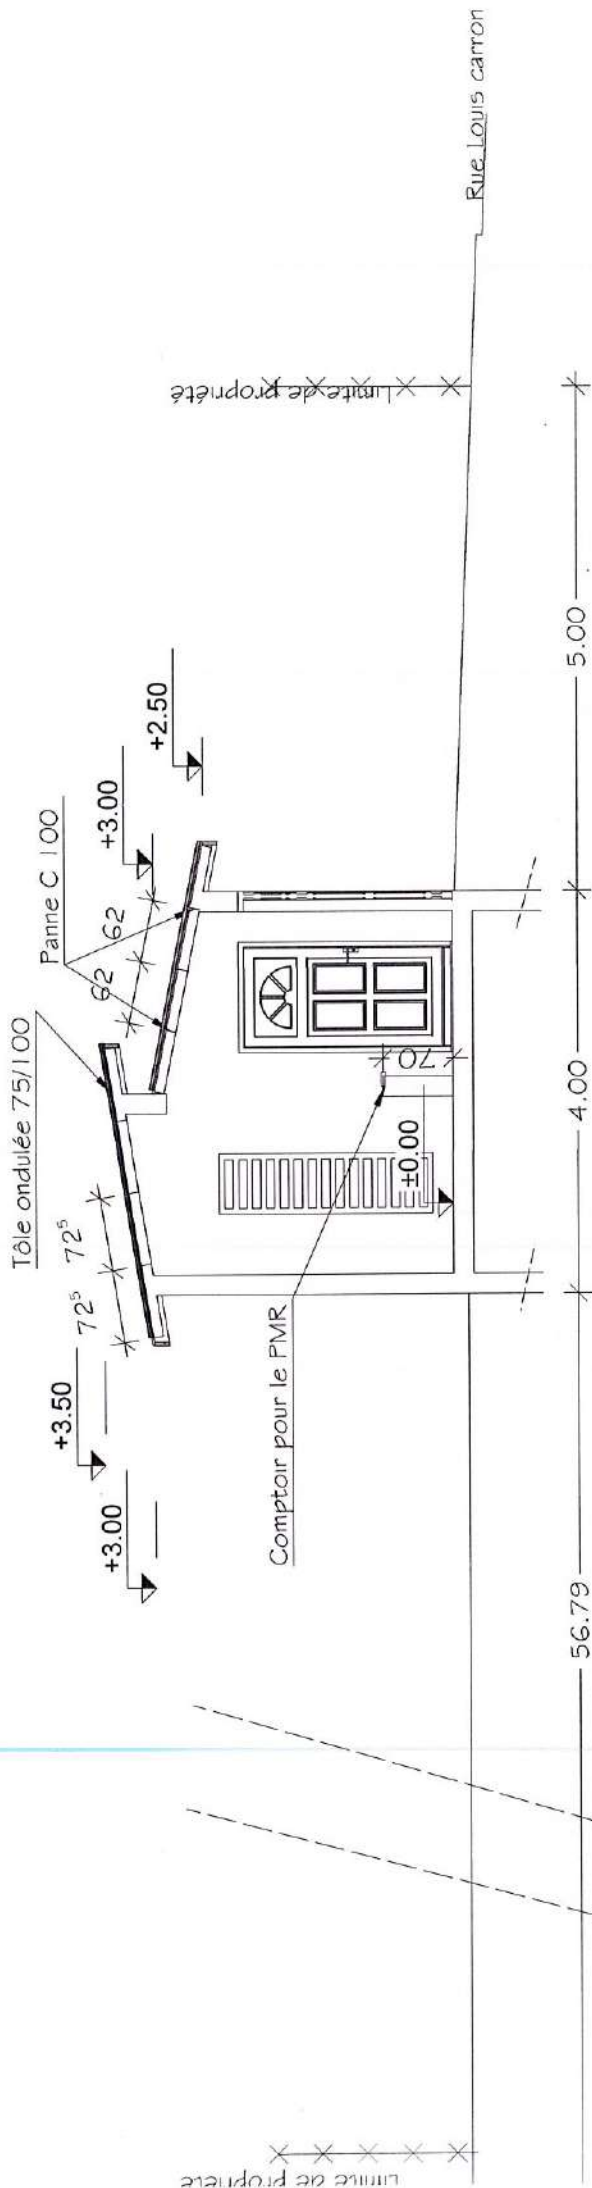 Tôle ondulée 75/100
Panne C 100
+3.50
+3.00
72⁵
72⁵
62
62
+3.00
+2.50
Comptoir pour le PMR
±0.00
70
Limite de propriété
Limite de propriété
Rue Louis carron
56.79
4.00
5.00